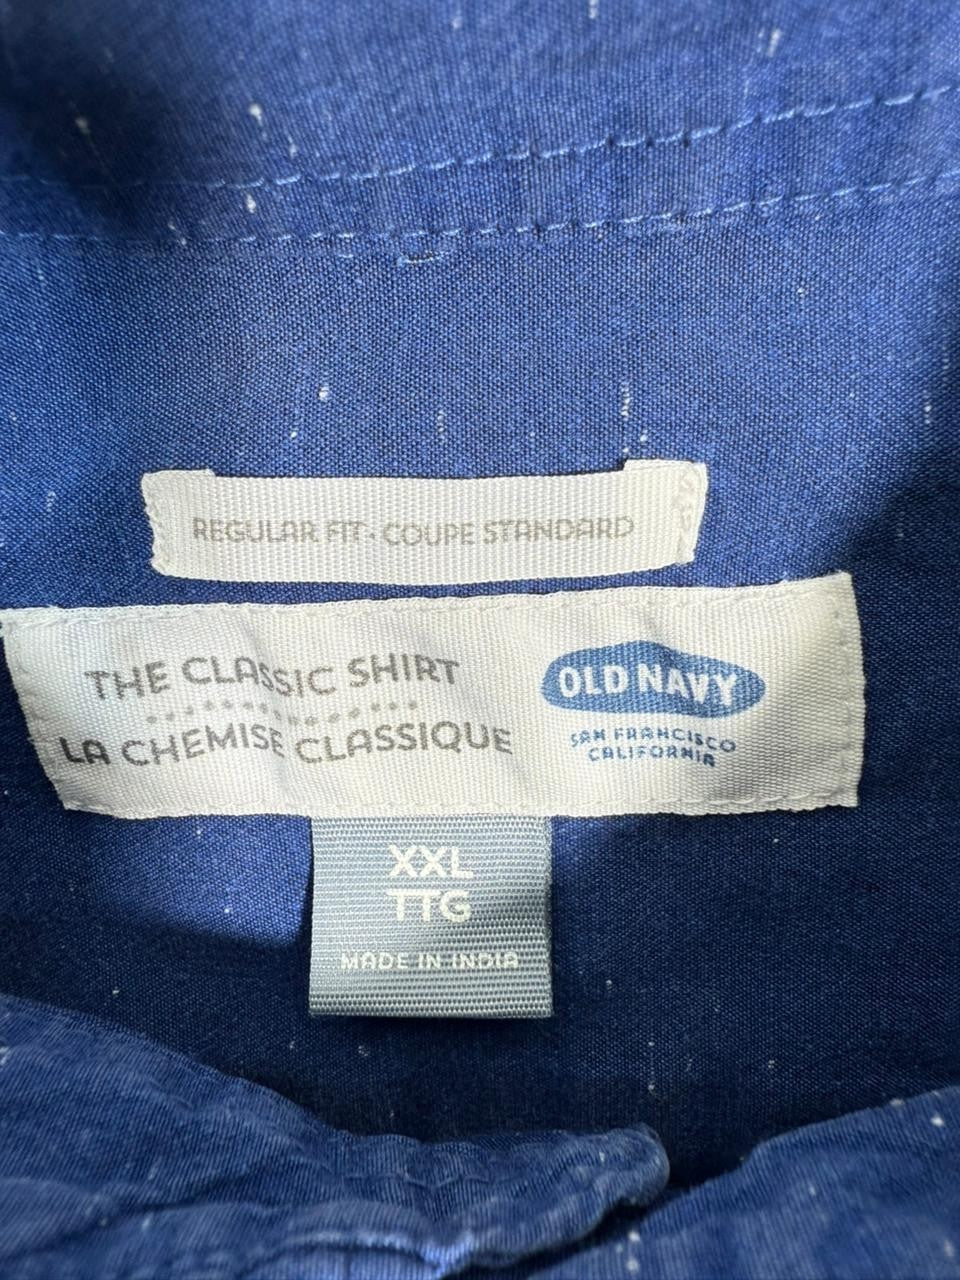 REGULAR FIT · COUPE STANDARD
THE CLASSIC SHIRT
LA CHEMISE CLASSIQUE
OLD NAVY
SAN FRANCISCO
CALIFORNIA
XXL
TTG
MADE IN INDIA